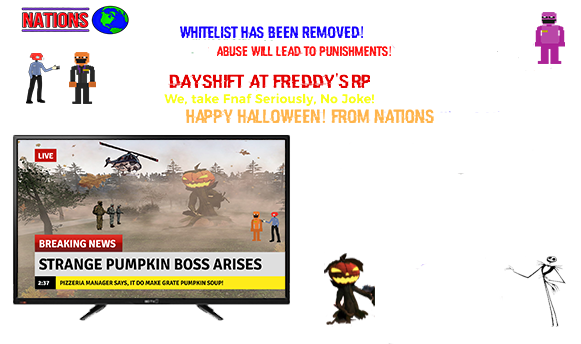 NATIONS
WHITELIST HAS BEEN REMOVED!
ABUSE WILL LEAD TO PUNISHMENTS!
DAYSHIFT AT FREDDY'S RP
We, take Fnaf Seriously, No Joke!
HAPPY HALLOWEEN! FROM NATIONS
LIVE
BREAKING NEWS
STRANGE PUMPKIN BOSS ARISES
2:37 PIZZERIA MANAGER SAYS, IT DO MAKE GRATE PUMPKIN SOUP!